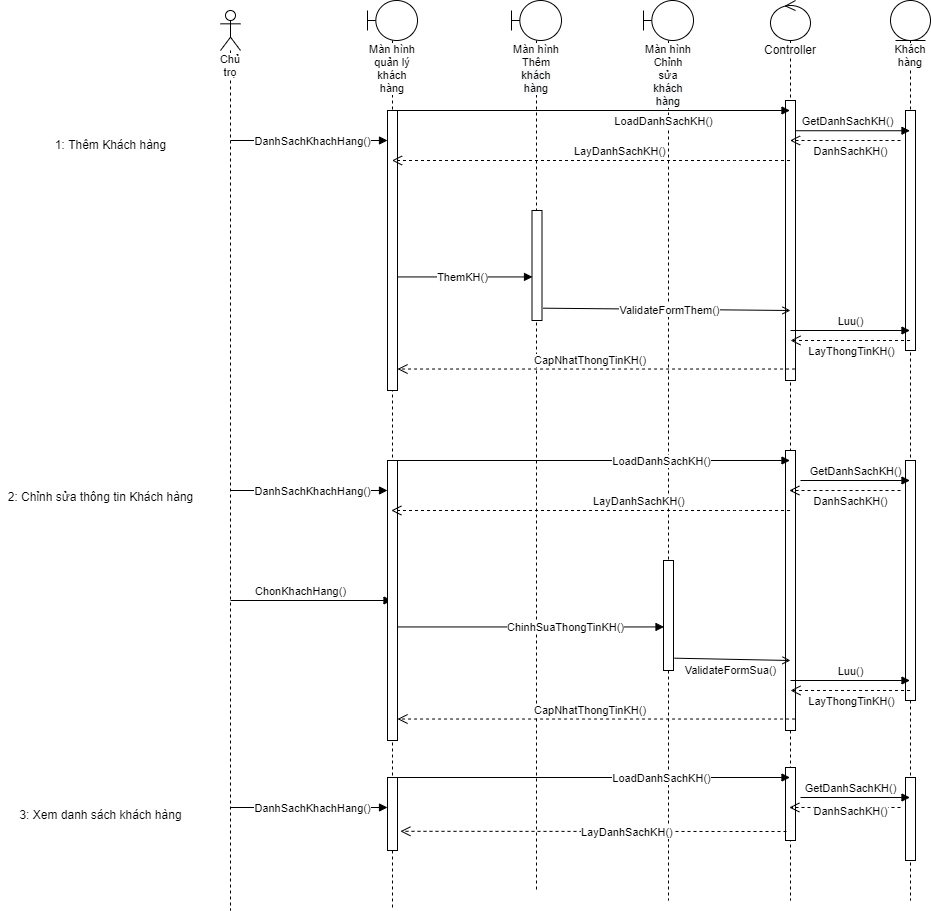 Chủ
trọ
Màn hình
quản lý
khách
hàng
Màn hình
Thêm
khách
hàng
Màn hình
Chỉnh
sửa
khách
hàng
Controller
Khách
hàng
1: Thêm Khách hàng
DanhSachKhachHang()
LoadDanhSachKH()
GetDanhSachKH()
DanhSachKH()
LayDanhSachKH()
ThemKH()
ValidateFormThem()
Luu()
LayThongTinKH()
CapNhatThongTinKH()
2: Chỉnh sửa thông tin Khách hàng
LoadDanhSachKH()
GetDanhSachKH()
DanhSachKhachHang()
DanhSachKH()
LayDanhSachKH()
ChonKhachHang()
ChinhSuaThongTinKH()
ValidateFormSua()
Luu()
LayThongTinKH()
CapNhatThongTinKH()
3: Xem danh sách khách hàng
LoadDanhSachKH()
GetDanhSachKH()
DanhSachKhachHang()
DanhSachKH()
LayDanhSachKH()